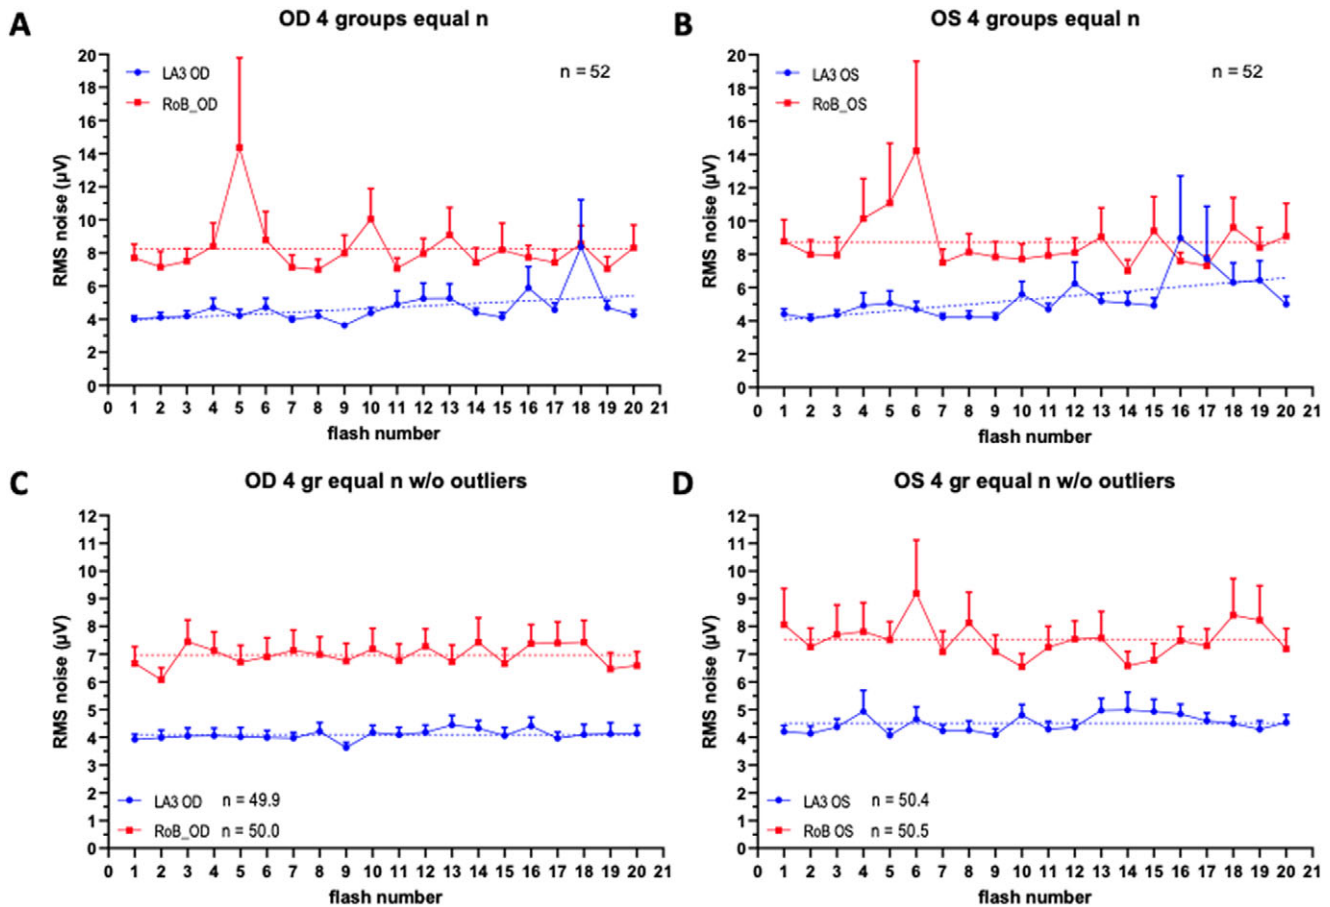 A
OD 4 groups equal n
RMS noise (µV)
20
18
16
14
12
10
8
6
4
2
0
LA3 OD
RoB_OD
n = 52
0 1 2 3 4 5 6 7 8 9 10 11 12 13 14 15 16 17 18 19 20 21
flash number
B
OS 4 groups equal n
RMS noise (µV)
20
18
16
14
12
10
8
6
4
2
0
LA3 OS
RoB_OS
n = 52
0 1 2 3 4 5 6 7 8 9 10 11 12 13 14 15 16 17 18 19 20 21
flash number
C
OD 4 gr equal n w/o outliers
RMS noise (µV)
12
11
10
9
8
7
6
5
4
3
2
1
0
LA3 OD n = 49.9
RoB_OD n = 50.0
0 1 2 3 4 5 6 7 8 9 10 11 12 13 14 15 16 17 18 19 20 21
flash number
D
OS 4 gr equal n w/o outliers
RMS noise (µV)
12
11
10
9
8
7
6
5
4
3
2
1
0
LA3 OS n = 50.4
RoB OS n = 50.5
0 1 2 3 4 5 6 7 8 9 10 11 12 13 14 15 16 17 18 19 20 21
flash number